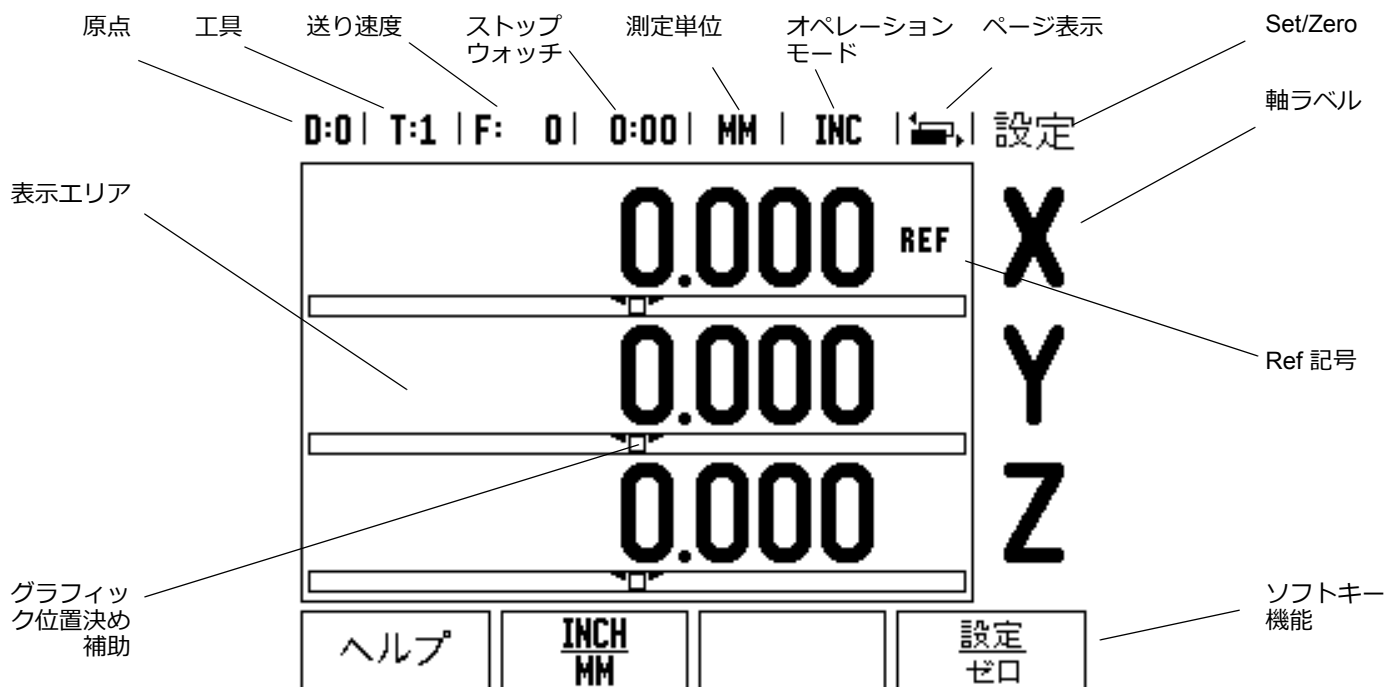 原点
工具
送り速度
ストップ
ウォッチ
測定単位
オペレーション
モード
ページ表示
Set/Zero
軸ラベル
D:0 | T:1 | F: 0 | 0:00 | MM | INC | | 設定
表示エリア
0.000 REF X
Ref 記号
0.000 Y
0.000 Z
グラフィッ
ク位置決め
補助
ソフトキー
機能
ヘルプ
INCH
MM
設定
ゼロ